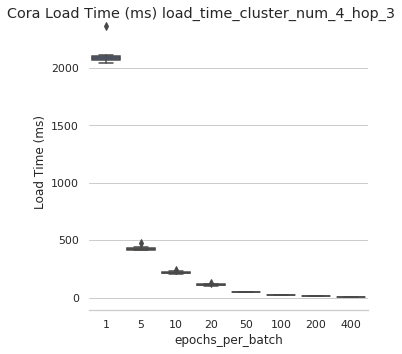 Cora Load Time (ms) load_time_cluster_num_4_hop_3
Load Time (ms)
2000
1500
1000
500
0
1 5 10 20 50 100 200 400
epochs_per_batch